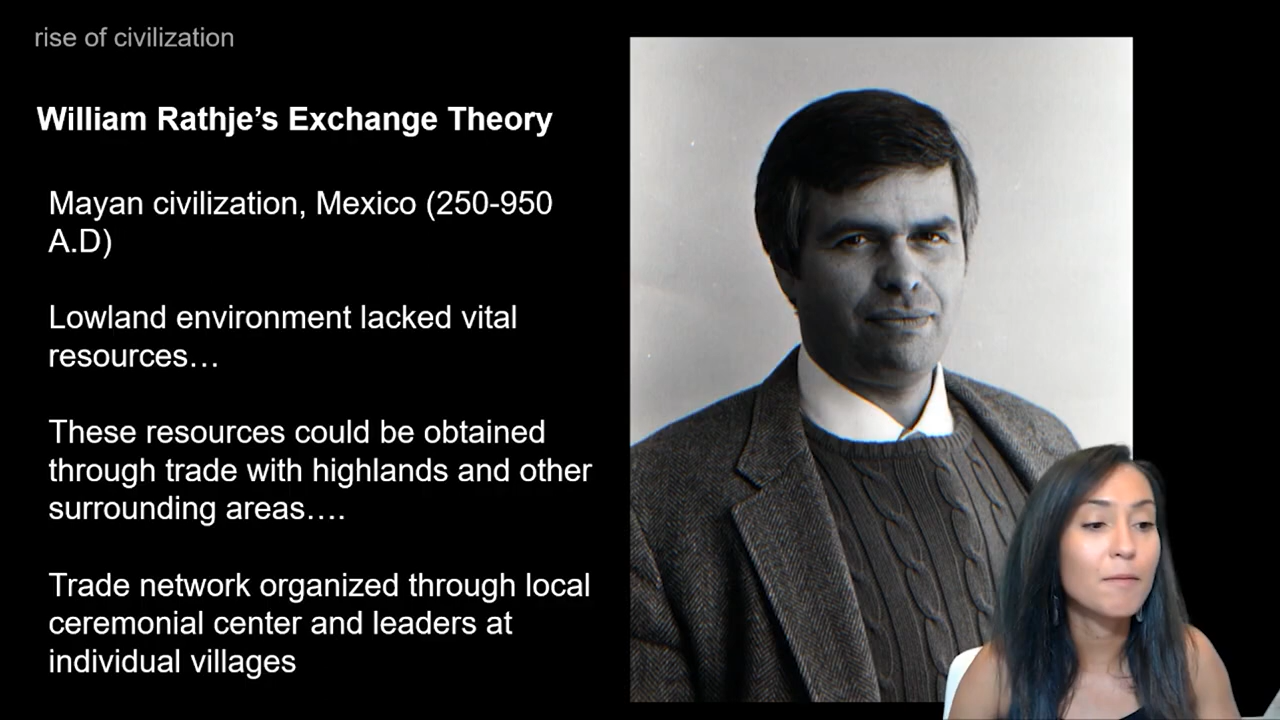 rise of civilization
William Rathje’s Exchange Theory
Mayan civilization, Mexico (250-950
A.D)
Lowland environment lacked vital
resources…
These resources could be obtained
through trade with highlands and other
surrounding areas….
Trade network organized through local
ceremonial center and leaders at
individual villages